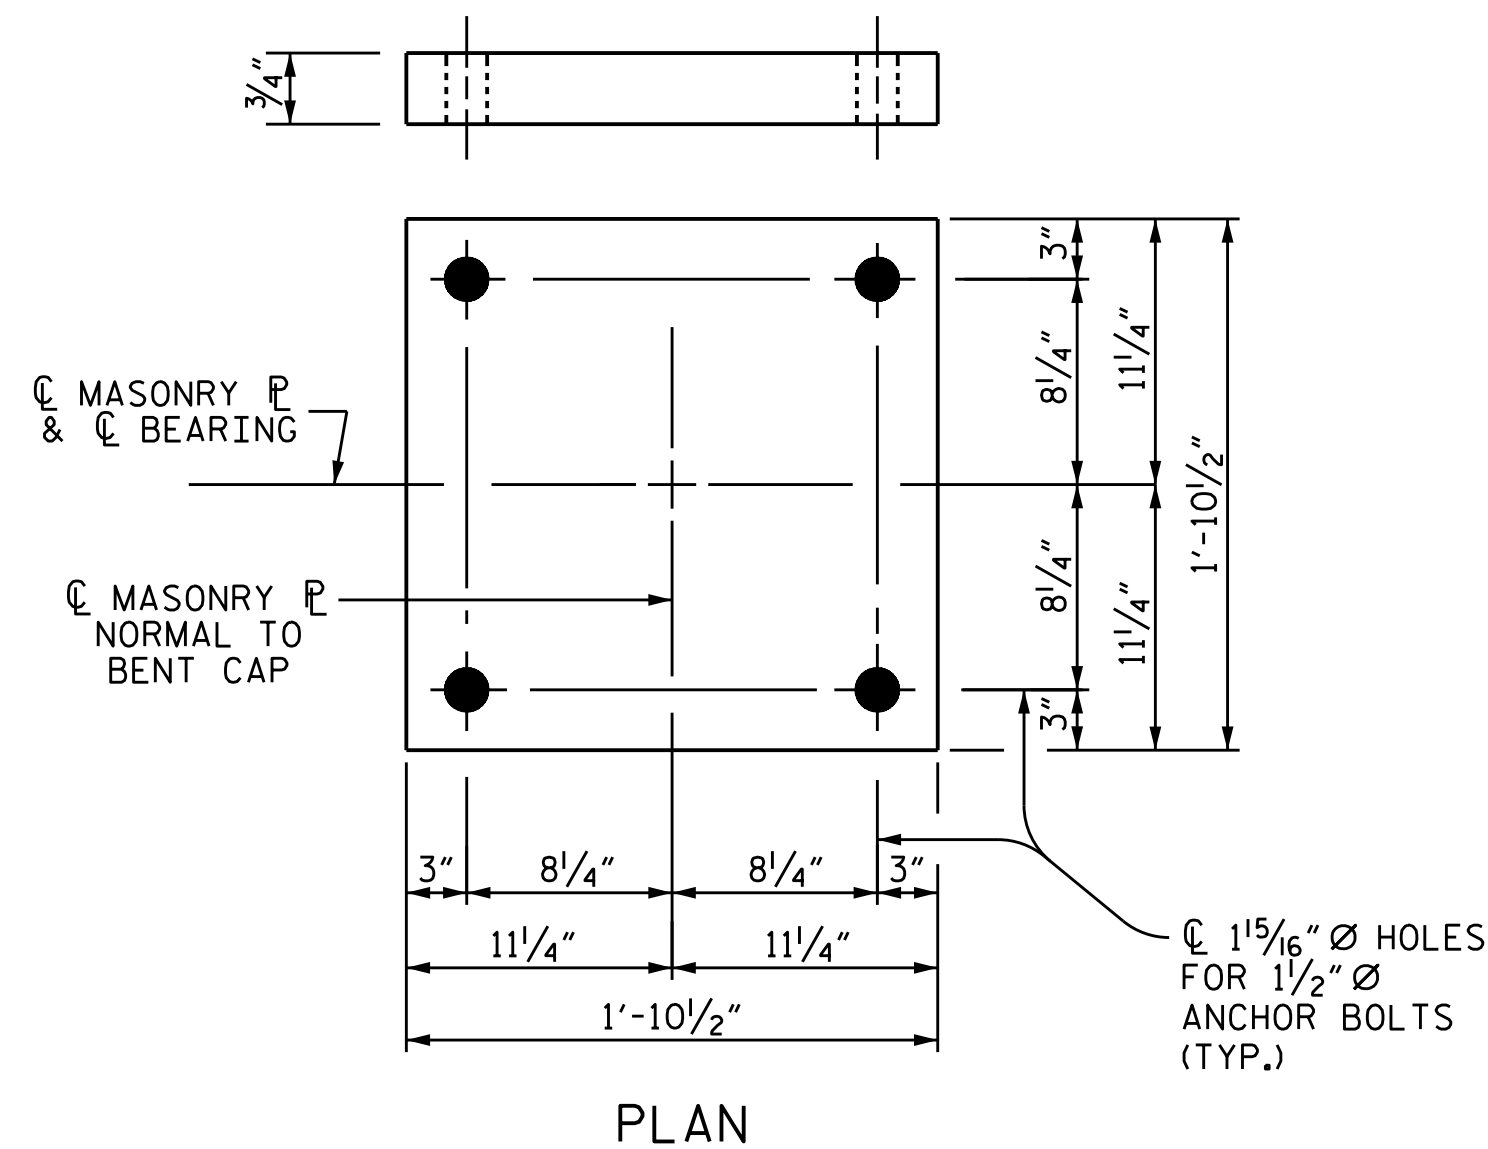 3/4"
3"
8 1/4"
11 1/4"
1'-10 1/2"
℄ MASONRY ⅊
& ℄ BEARING
8 1/4"
11 1/4"
3"
℄ MASONRY ⅊
NORMAL TO
BENT CAP
3" 8 1/4" 8 1/4" 3"
11 1/4" 11 1/4"
1'-10 1/2"
℄ 1 15/16" Ø HOLES
FOR 1 1/2" Ø
ANCHOR BOLTS
(TYP.)
PLAN